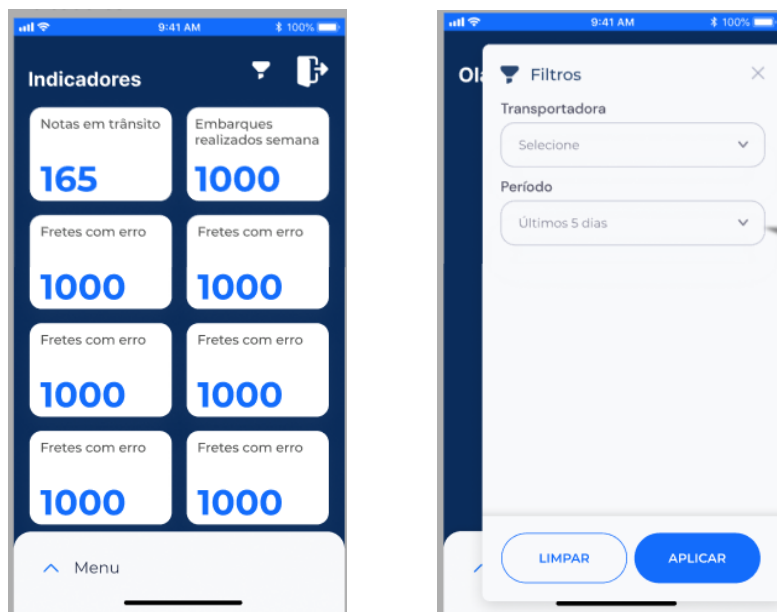 9:41 AM
100%
Indicadores
Notas em trânsito
165
Embarques
realizados semana
1000
Fretes com erro
1000
Fretes com erro
1000
Fretes com erro
1000
Fretes com erro
1000
Fretes com erro
1000
Fretes com erro
1000
Menu
9:41 AM
100%
Filtros
Transportadora
Selecione
Período
Últimos 5 dias
LIMPAR
APLICAR